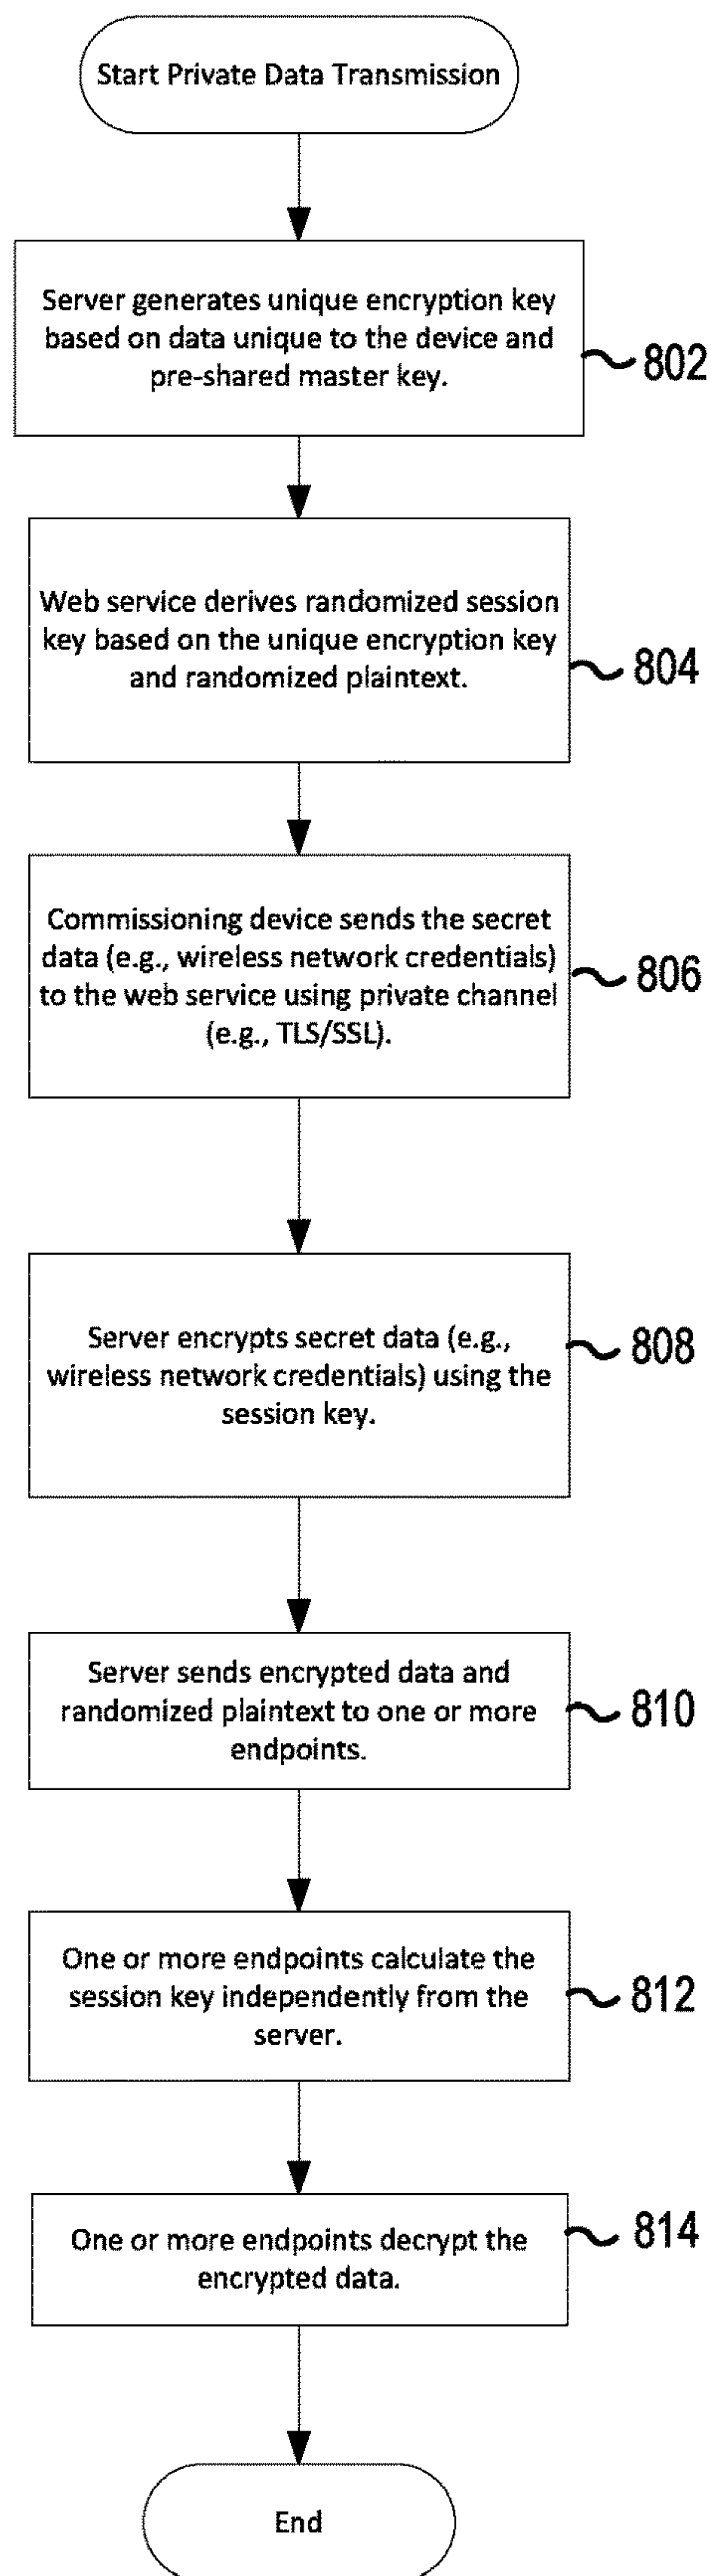 Start Private Data Transmission
Server generates unique encryption key
based on data unique to the device and
pre-shared master key.
802
Web service derives randomized session
key based on the unique encryption key
and randomized plaintext.
804
Commissioning device sends the secret
data (e.g., wireless network credentials)
to the web service using private channel
(e.g., TLS/SSL).
806
Server encrypts secret data (e.g.,
wireless network credentials) using the
session key.
808
Server sends encrypted data and
randomized plaintext to one or more
endpoints.
810
One or more endpoints calculate the
session key independently from the
server.
812
One or more endpoints decrypt the
encrypted data.
814
End